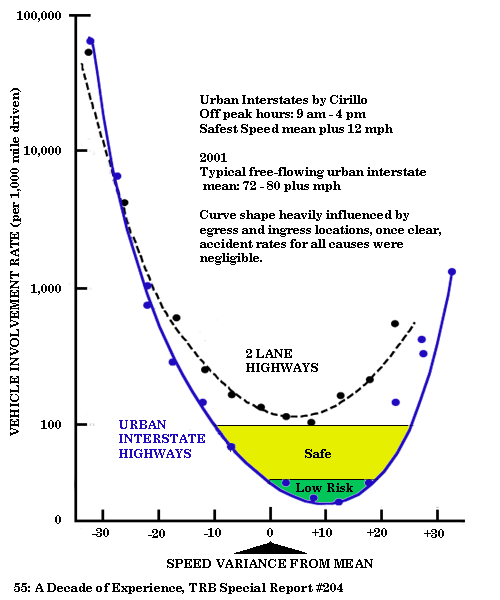 100,000
10,000
1,000
100
0
VEHICLE INVOLVEMENT RATE (per 1,000 mile driven)
Urban Interstates by Cirillo
Off peak hours: 9 am - 4 pm
Safest Speed mean plus 12 mph
2001
Typical free-flowing urban interstate
mean: 72 - 80 plus mph
Curve shape heavily influenced by
egress and ingress locations, once clear,
accident rates for all causes were
negligible.
2 LANE
HIGHWAYS
URBAN
INTERSTATE
HIGHWAYS
Safe
Low Risk
-30 -20 -10 0 +10 +20 +30
SPEED VARIANCE FROM MEAN
55: A Decade of Experience, TRB Special Report #204